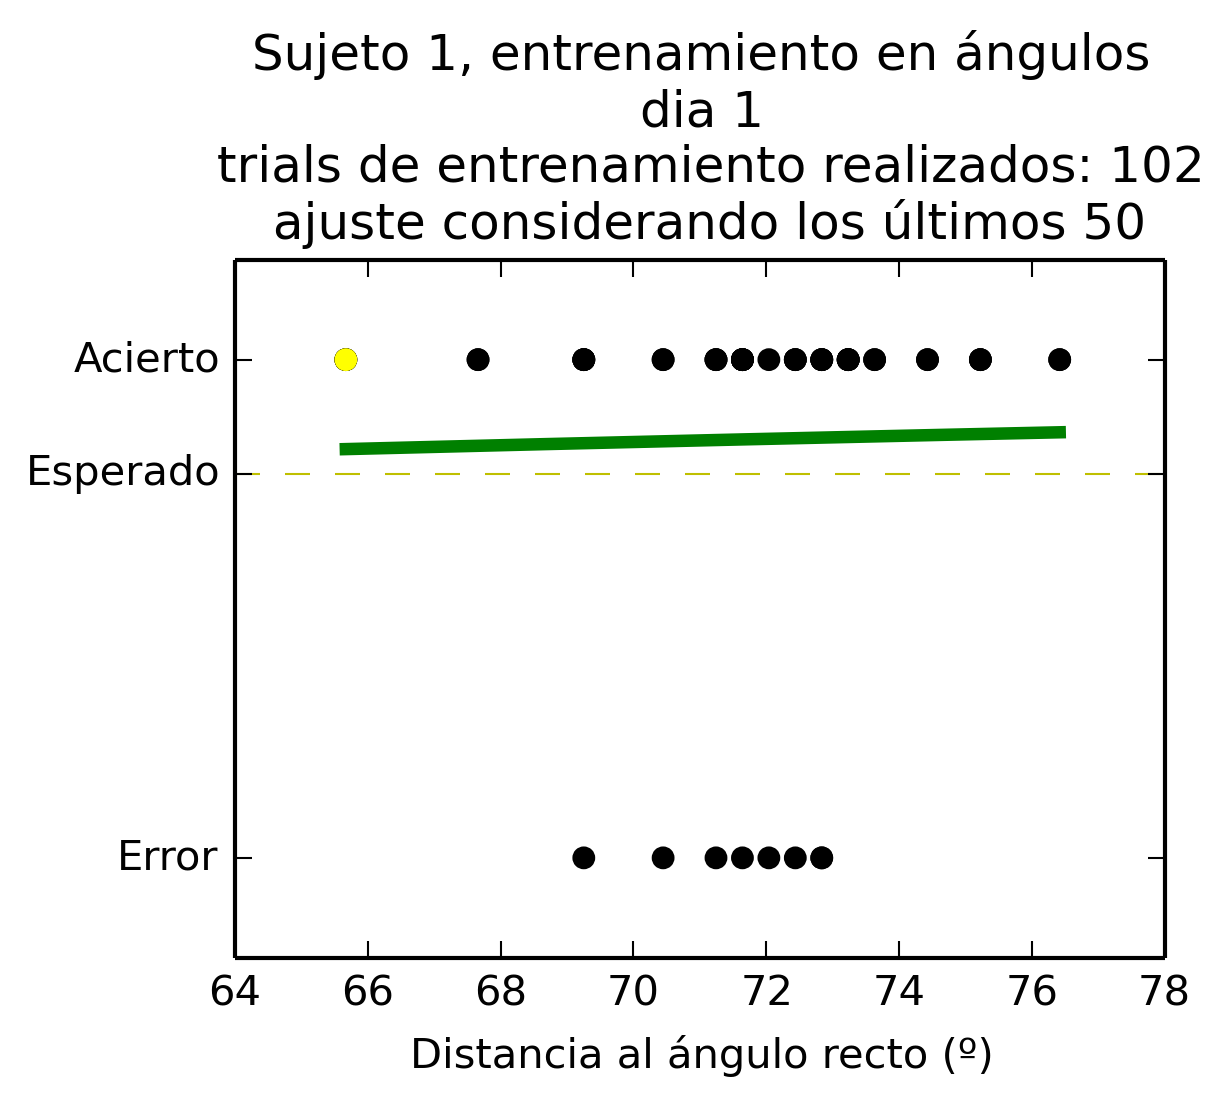 Sujeto 1, entrenamiento en ángulos
dia 1
trials de entrenamiento realizados: 102
ajuste considerando los últimos 50
Acierto
Esperado
Error
64 66 68 70 72 74 76 78
Distancia al ángulo recto (º)